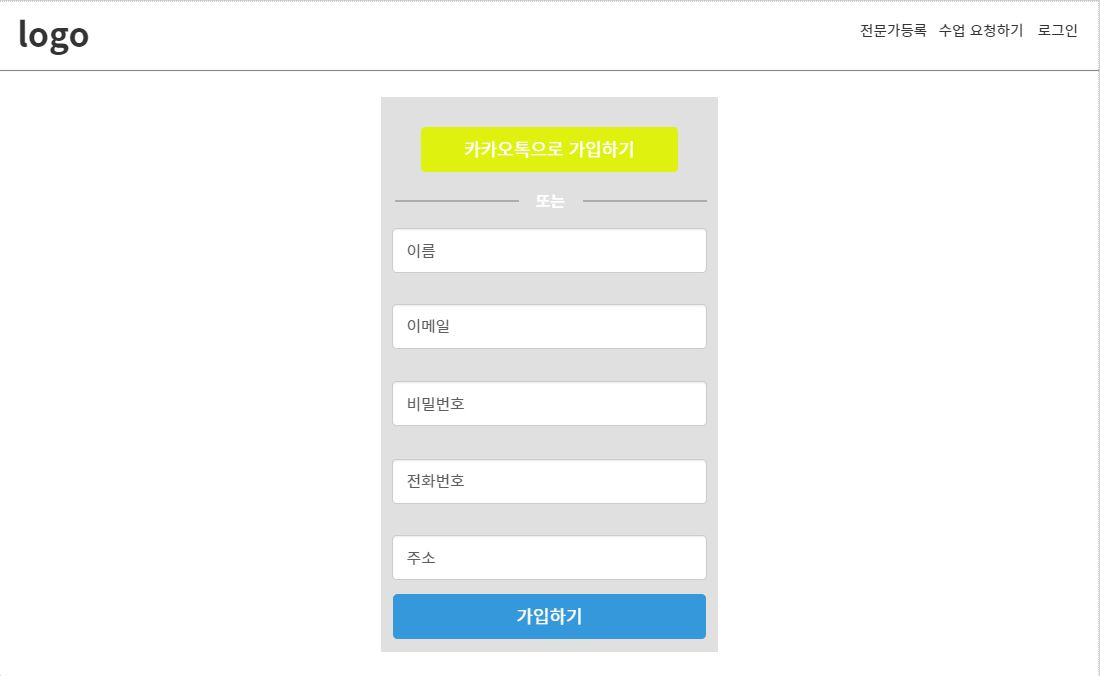 logo
전문가등록 수업 요청하기 로그인
카카오톡으로 가입하기
또는
이름
이메일
비밀번호
전화번호
주소
가입하기